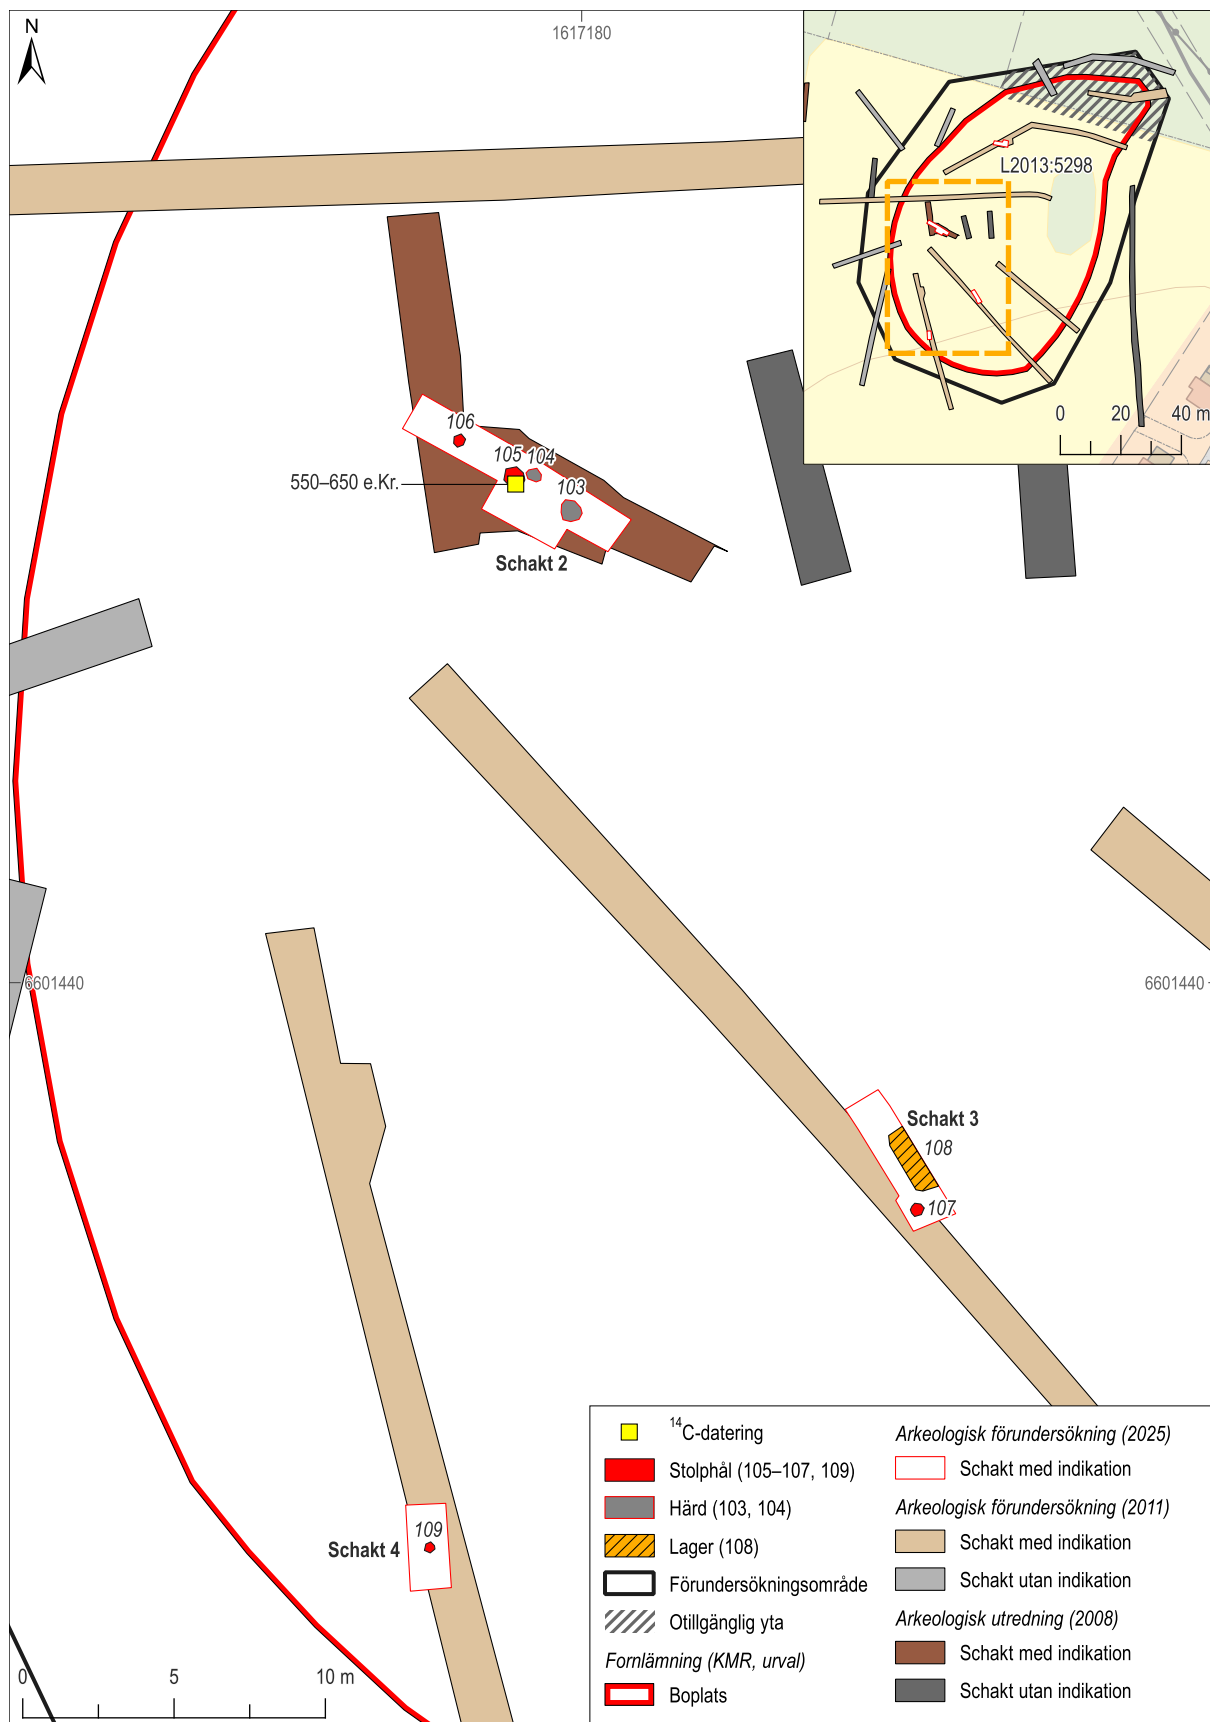 N
1617180
L2013:5298
0 20 40 m
106
105 104
550–650 e.Kr.
103
Schakt 2
6601440
6601440
Schakt 3
108
107
109
Schakt 4
0 5 10 m
14C-datering
Stolphål (105–107, 109)
Härd (103, 104)
Lager (108)
Förundersökningsområde
Otillgänglig yta
Fornlämning (KMR, urval)
Boplats
Arkeologisk förundersökning (2025)
Schakt med indikation
Arkeologisk förundersökning (2011)
Schakt med indikation
Schakt utan indikation
Arkeologisk utredning (2008)
Schakt med indikation
Schakt utan indikation